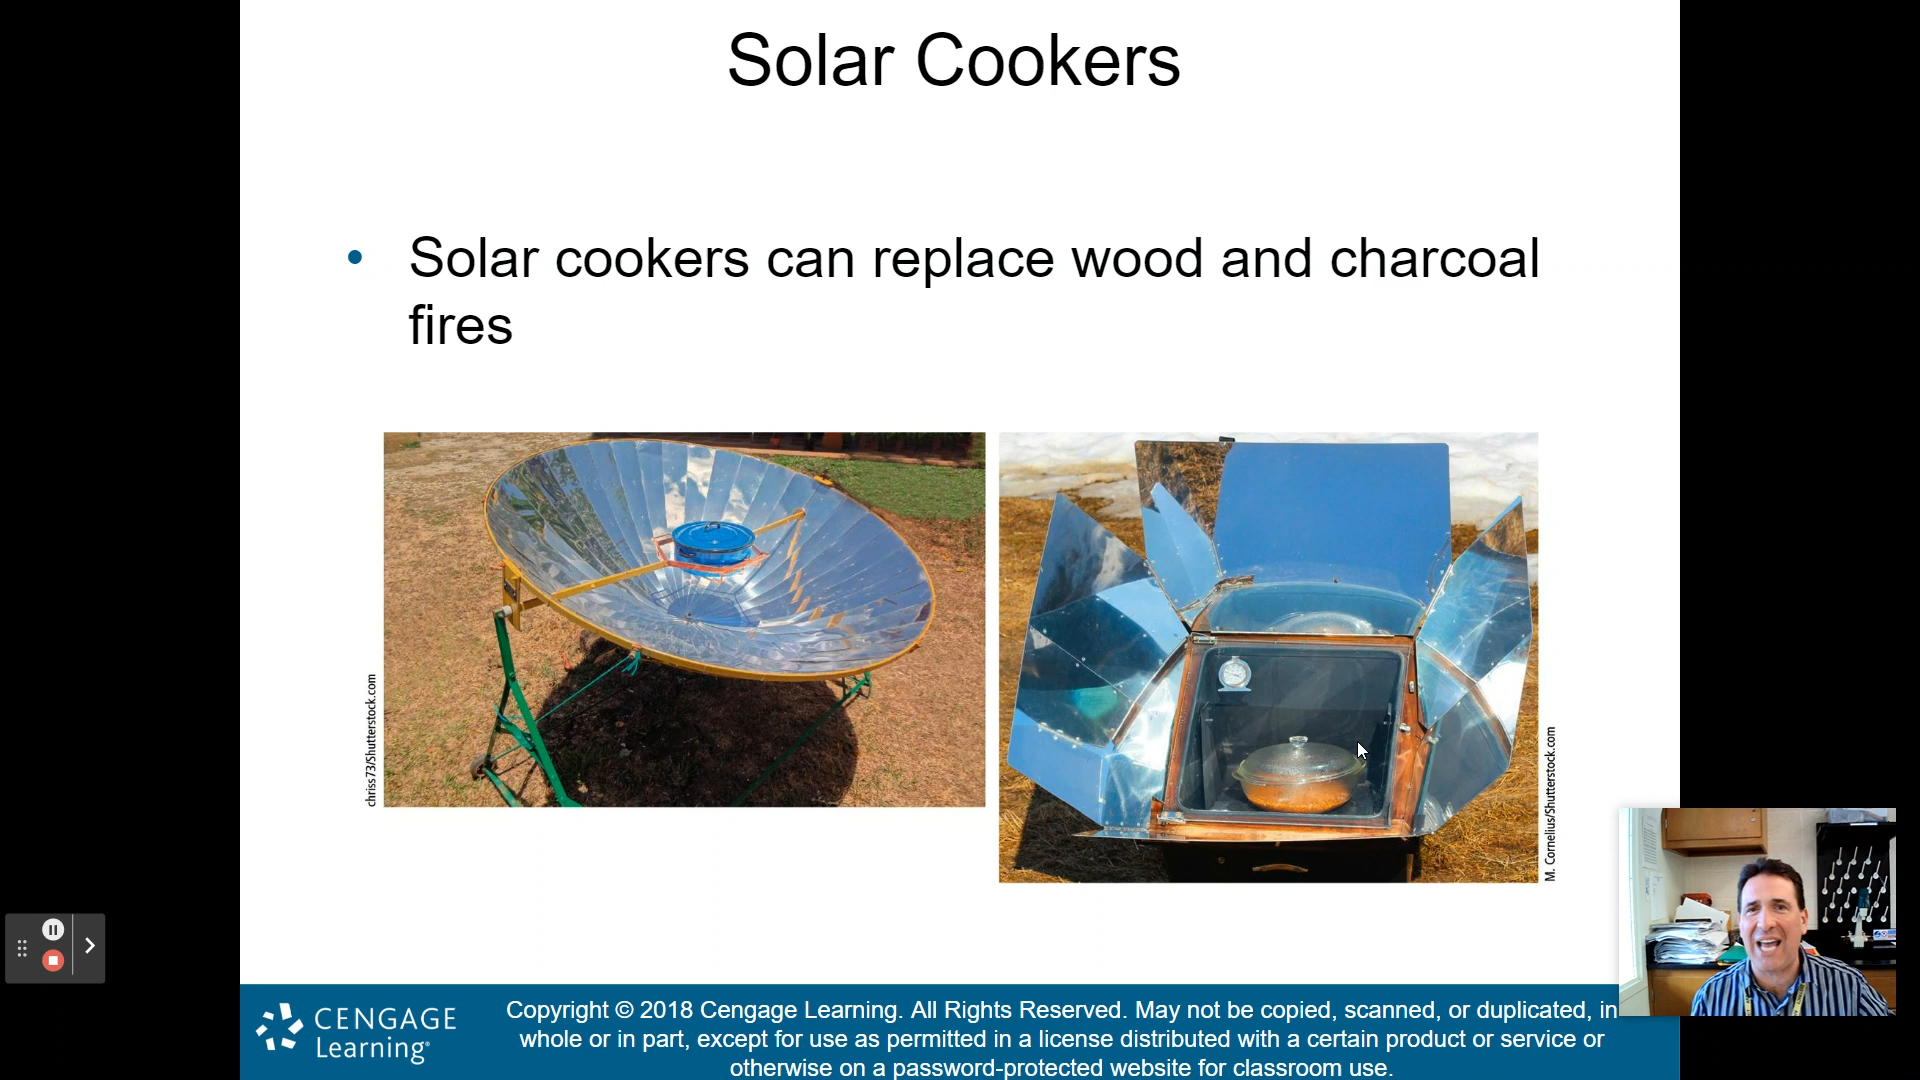 Solar Cookers
• Solar cookers can replace wood and charcoal
fires
chriss73/Shutterstock.com
M. Cornelius/Shutterstock.com
CENGAGE
Learning®
Copyright © 2018 Cengage Learning. All Rights Reserved. May not be copied, scanned, or duplicated, in
whole or in part, except for use as permitted in a license distributed with a certain product or service or
otherwise on a password-protected website for classroom use.